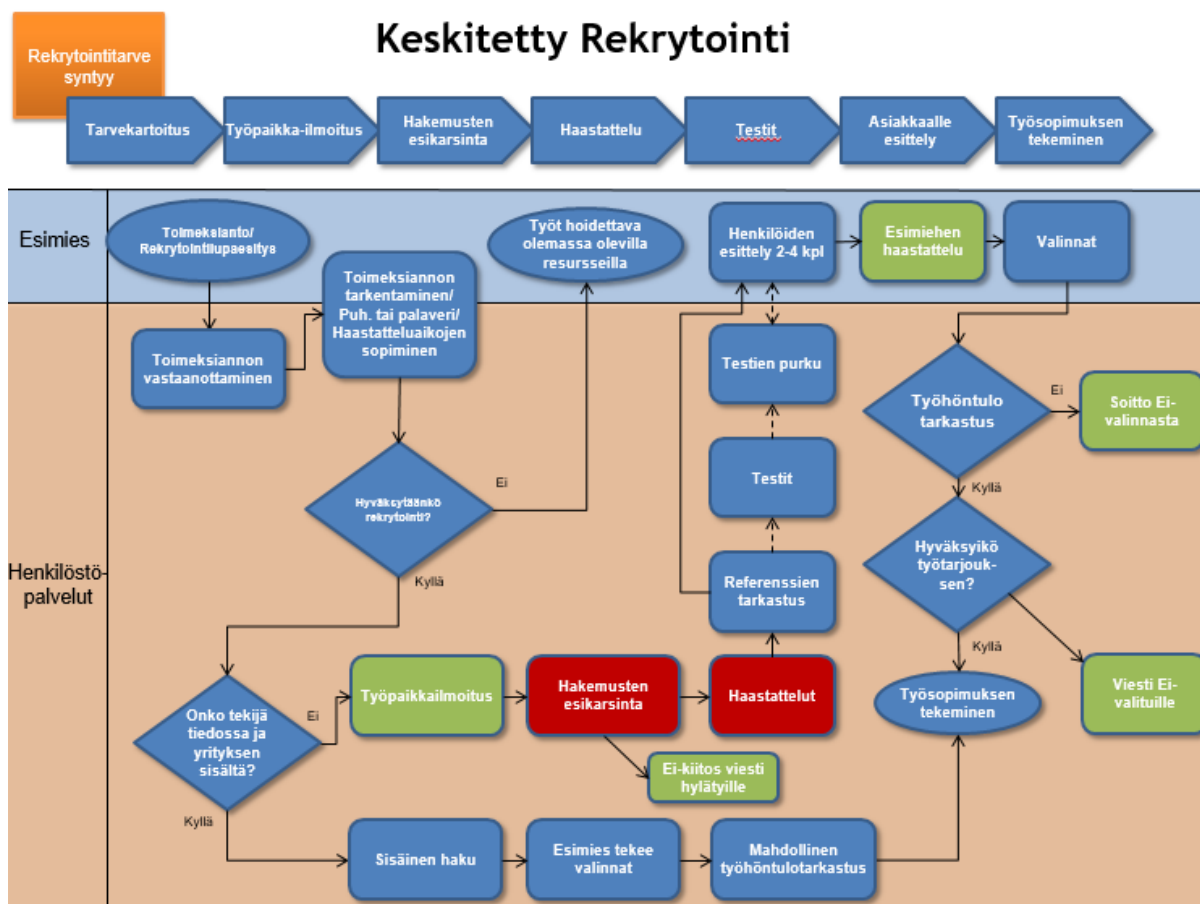 Keskitetty Rekrytointi
Rekrytointitarve
syntyy
Tarvekartoitus
Työpaikka-ilmoitus
Hakemusten
esikarsinta
Haastattelu
Testit
Asiakkaalle
esittely
Työsopimuksen
tekeminen
Esimies
Toimeksianto/
Rekrytointilupaesitys
Toimeksiannon
tarkentaminen/
Puh. tai palaveri/
Haastatteluaikojen
sopiminen
Työt hoidettava
olemassa olevilla
resursseilla
Henkilöiden
esittely 2-4 kpl
Esimiehen
haastattelu
Valinnat
Toimeksiannon
vastaanottaminen
Testien purku
Työhöntulo
tarkastus
Ei
Soitto Ei-
valinnasta
Hyväksytäänkö
rekrytointi?
Ei
Testit
Kyllä
Henkilöstö-
palvelut
Kyllä
Referenssien
tarkastus
Hyväksyikö
työtarjouk-
sen?
Kyllä
Onko tekijä
tiedossa ja
yrityksen
sisältä?
Ei
Työpaikkailmoitus
Hakemusten
esikarsinta
Haastattelut
Työsopimuksen
tekeminen
Viesti Ei-
valituille
Ei-kiitos viesti
hylätyille
Kyllä
Sisäinen haku
Esimies tekee
valinnat
Mahdollinen
työhöntulotarkastus